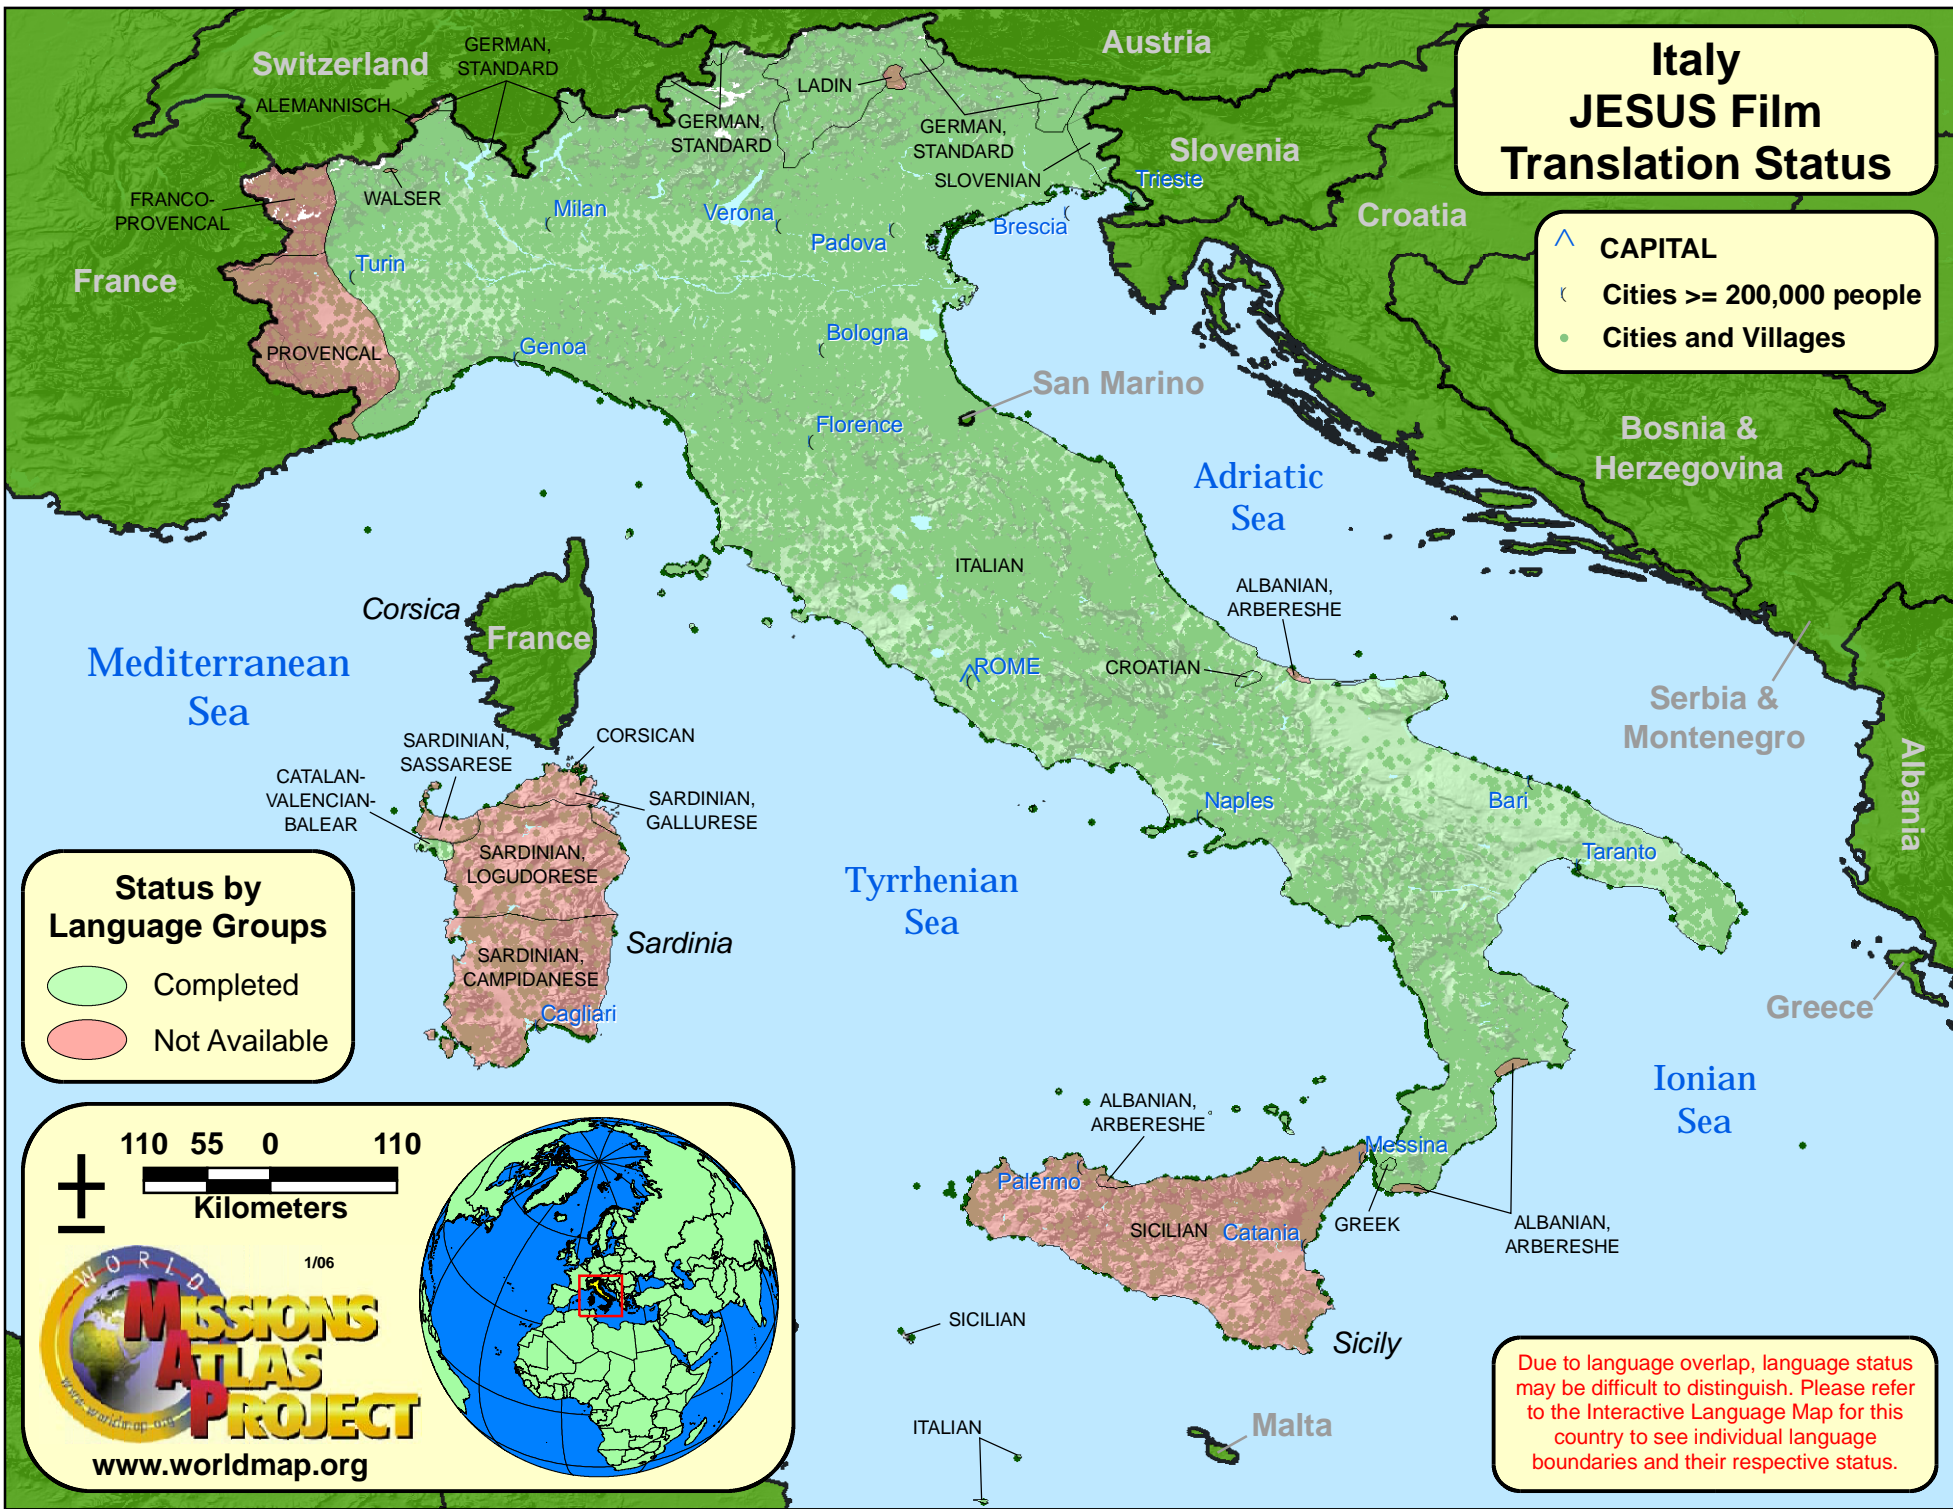 Italy
JESUS Film
Translation Status
CAPITAL
Cities >= 200,000 people
Cities and Villages
Switzerland
Austria
Slovenia
Croatia
France
San Marino
Bosnia &
Herzegovina
Serbia &
Montenegro
Albania
Greece
Malta
France
Corsica
Sardinia
Sicily
Mediterranean
Sea
Adriatic
Sea
Tyrrhenian
Sea
Ionian
Sea
GERMAN,
STANDARD
ALEMANNISCH
LADIN
GERMAN,
STANDARD
GERMAN,
STANDARD
SLOVENIAN
FRANCO-
PROVENCAL
WALSER
PROVENCAL
ITALIAN
ALBANIAN,
ARBERESHE
CROATIAN
CORSICAN
SARDINIAN,
SASSARESE
CATALAN-
VALENCIAN-
BALEAR
SARDINIAN,
GALLURESE
SARDINIAN,
LOGUDORESE
SARDINIAN,
CAMPIDANESE
ALBANIAN,
ARBERESHE
SICILIAN
GREEK
ALBANIAN,
ARBERESHE
SICILIAN
ITALIAN
Milan
Verona
Padova
Brescia
Trieste
Turin
Genoa
Bologna
Florence
ROME
Naples
Bari
Taranto
Cagliari
Messina
Palermo
Catania
Status by
Language Groups
Completed
Not Available
110 55 0 110
Kilometers
1/06
WORLD
MISSIONS
ATLAS
PROJECT
www.worldmap.org
www.worldmap.org
Due to language overlap, language status
may be difficult to distinguish. Please refer
to the Interactive Language Map for this
country to see individual language
boundaries and their respective status.